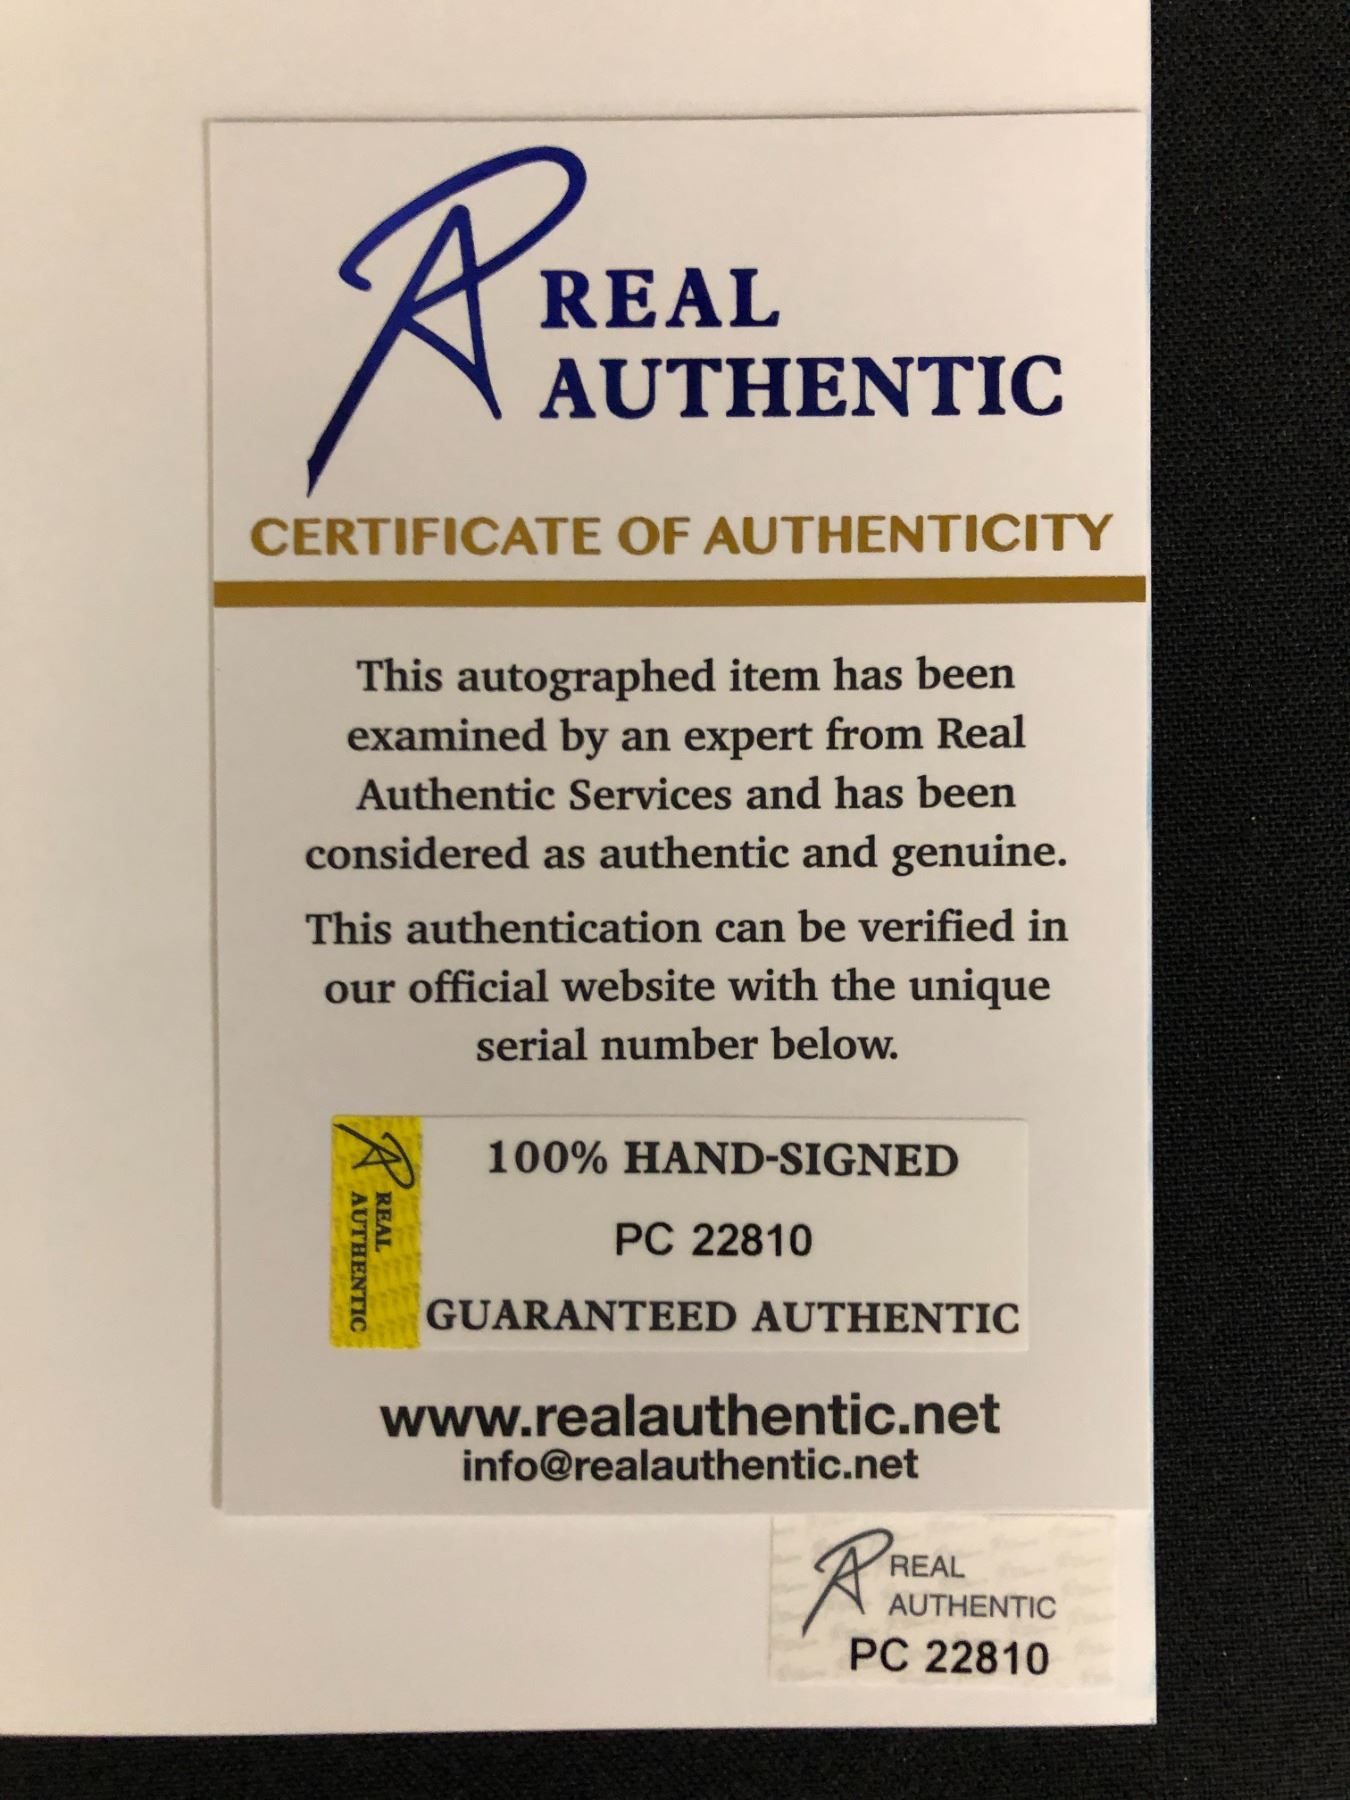 REAL
AUTHENTIC
CERTIFICATE OF AUTHENTICITY
This autographed item has been
examined by an expert from Real
Authentic Services and has been
considered as authentic and genuine.
This authentication can be verified in
our official website with the unique
serial number below.
REAL
AUTHENTIC
100% HAND-SIGNED
PC 22810
GUARANTEED AUTHENTIC
www.realauthentic.net
info@realauthentic.net
REAL
AUTHENTIC
PC 22810